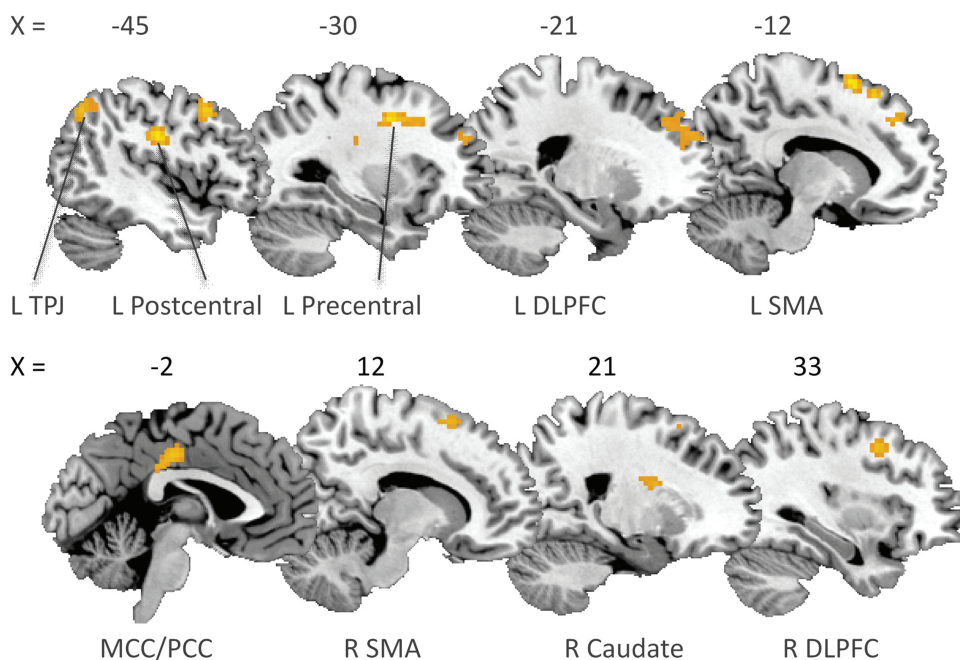 X = -45 -30 -21 -12
L TPJ L Postcentral L Precentral L DLPFC L SMA
X = -2 12 21 33
MCC/PCC R SMA R Caudate R DLPFC